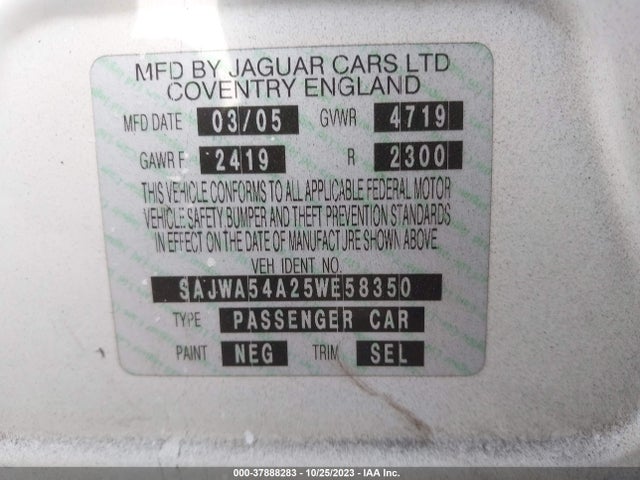 MFD BY JAGUAR CARS LTD
COVENTRY ENGLAND
MFD DATE 03/05 GVWR 4719
GAWR F 2419 R 2300
THIS VEHICLE CONFORMS TO ALL APPLICABLE FEDERAL MOTOR
VEHICLE SAFETY BUMPER AND THEFT PREVENTION STANDARDS
IN EFFECT ON THE DATE OF MANUFACTURE SHOWN ABOVE.
VEH IDENT NO.
SAJWA54A25WE58350
TYPE PASSENGER CAR
PAINT NEG TRIM SEL
000-37888283 - 10/25/2023 - IAA Inc.